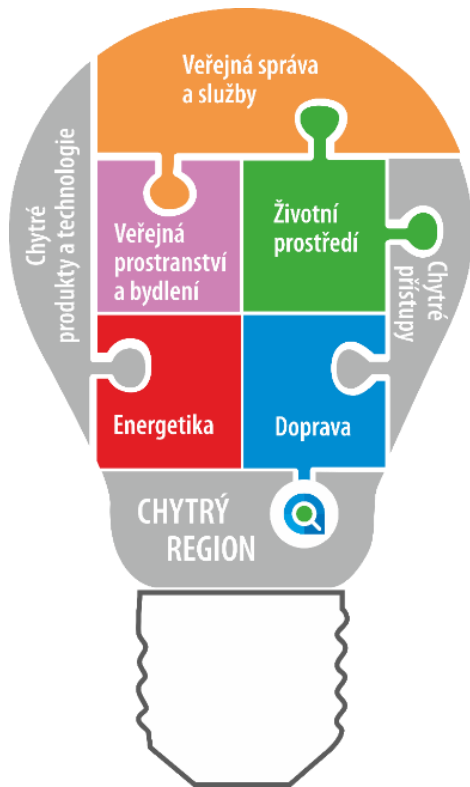 Veřejná správa
a služby
Chytré
produkty a technologie
Veřejná
prostranství
a bydlení
Životní
prostředí
Chytré
přístupy
Energetika
Doprava
CHYTRÝ
REGION